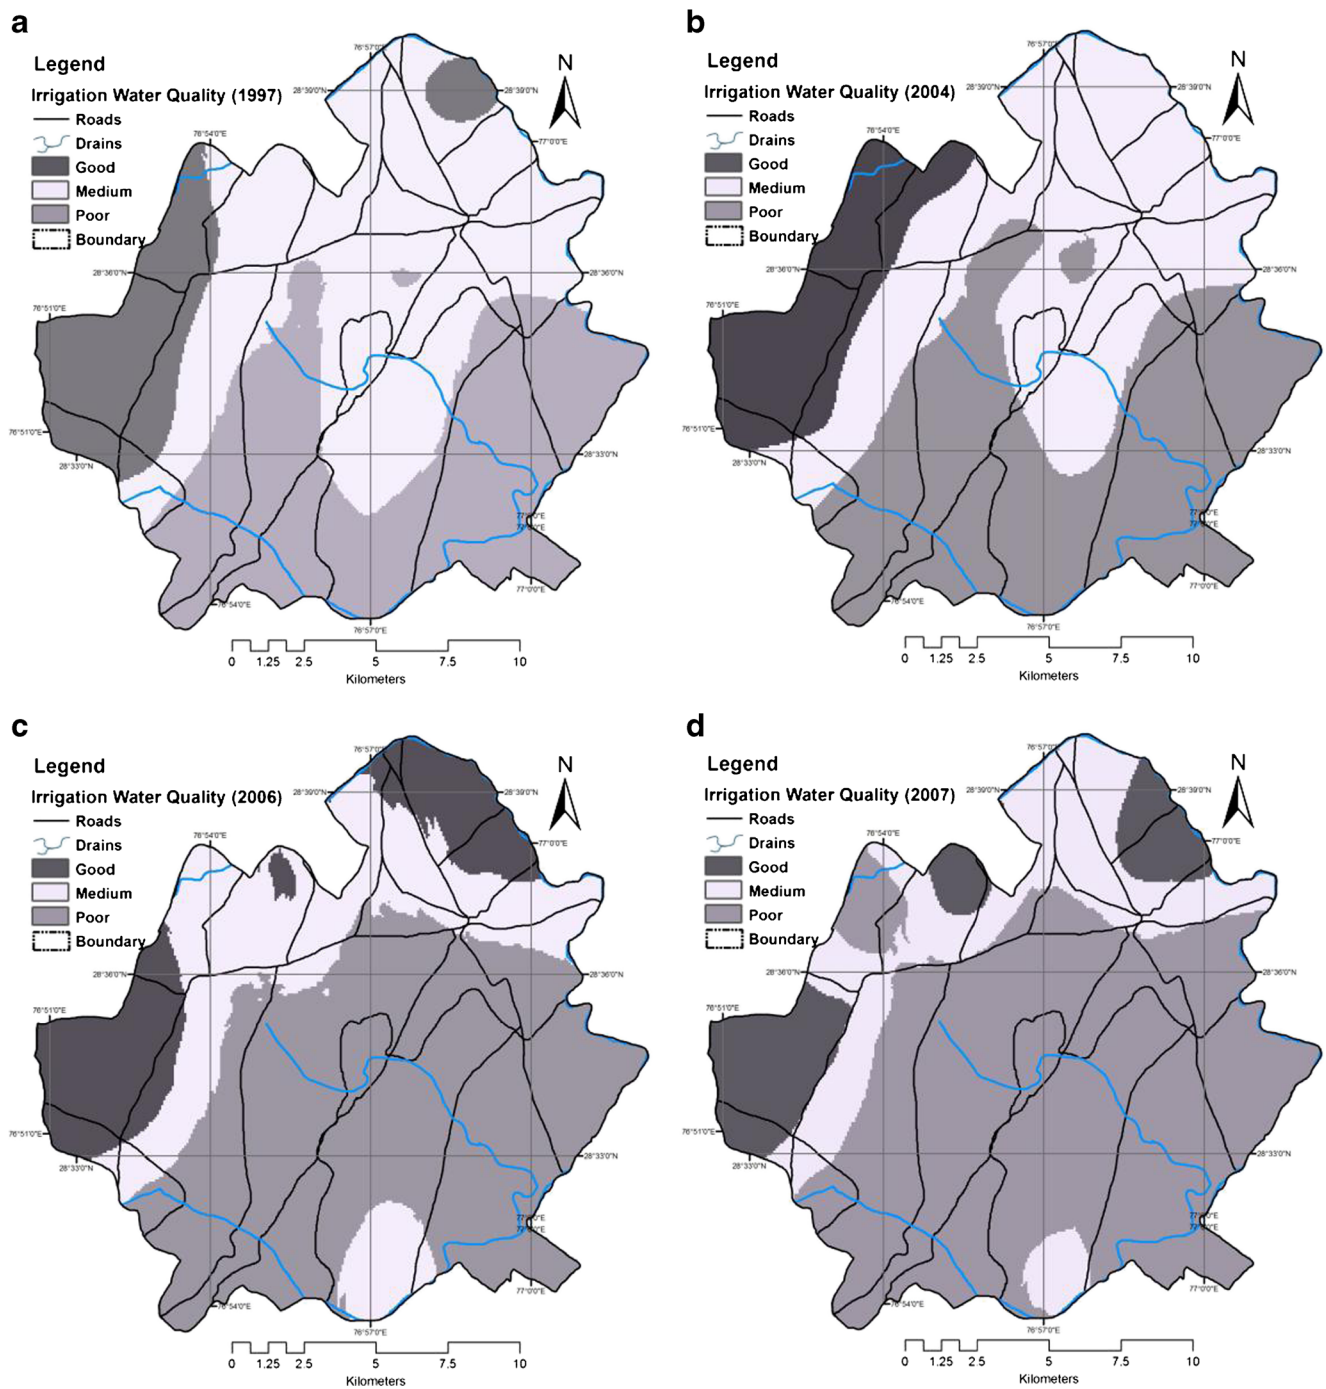 a
Legend
Irrigation Water Quality (1997)
Roads
Drains
Good
Medium
Poor
Boundary
N
76°57'0"E
28°39'0"N
28°39'0"N
77°0'0"E
76°54'0"E
28°36'0"N
28°36'0"N
76°51'0"E
76°51'0"E
28°33'0"N
28°33'0"N
77°0'0"E
76°54'0"E
77°0'0"E
76°57'0"E
0 1.25 2.5 5 7.5 10
Kilometers
b
Legend
Irrigation Water Quality (2004)
Roads
Drains
Good
Medium
Poor
Boundary
N
76°57'0"E
28°39'0"N
28°39'0"N
77°0'0"E
76°54'0"E
28°36'0"N
28°36'0"N
76°51'0"E
76°51'0"E
28°33'0"N
28°33'0"N
77°0'0"E
76°54'0"E
77°0'0"E
76°57'0"E
0 1.25 2.5 5 7.5 10
Kilometers
c
Legend
Irrigation Water Quality (2006)
Roads
Drains
Good
Medium
Poor
Boundary
N
76°57'0"E
28°39'0"N
28°39'0"N
77°0'0"E
76°54'0"E
28°36'0"N
28°36'0"N
76°51'0"E
76°51'0"E
28°33'0"N
28°33'0"N
77°0'0"E
76°54'0"E
77°0'0"E
76°57'0"E
0 1.25 2.5 5 7.5 10
Kilometers
d
Legend
Irrigation Water Quality (2007)
Roads
Drains
Good
Medium
Poor
Boundary
N
76°57'0"E
28°39'0"N
28°39'0"N
77°0'0"E
76°54'0"E
28°36'0"N
28°36'0"N
76°51'0"E
76°51'0"E
28°33'0"N
28°33'0"N
77°0'0"E
76°54'0"E
77°0'0"E
76°57'0"E
0 1.25 2.5 5 7.5 10
Kilometers